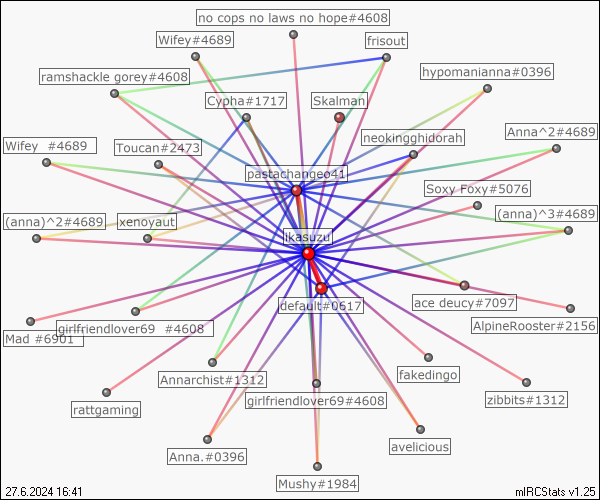 no cops no laws no hope#4608
Wifey#4689
frisout
ramshackle gorey#4608
hypomanianna#0396
Cypha#1717
Skalman
Anna^2#4689
neokingghidorah
Wifey  #4689
Toucan#2473
pastachangeo41
Soxy Foxy#5076
(anna)^2#4689
xenoyaut
(anna)^3#4689
ikasuzu
default#0617
ace deucy#7097
AlpineRooster#2156
girlfriendlover69  #4608
Mad #6901
Annarchist#1312
fakedingo
rattgaming
girlfriendlover69#4608
zibbits#1312
avelicious
Anna.#0396
Mushy#1984
27.6.2024 16:41
mIRCStats v1.25